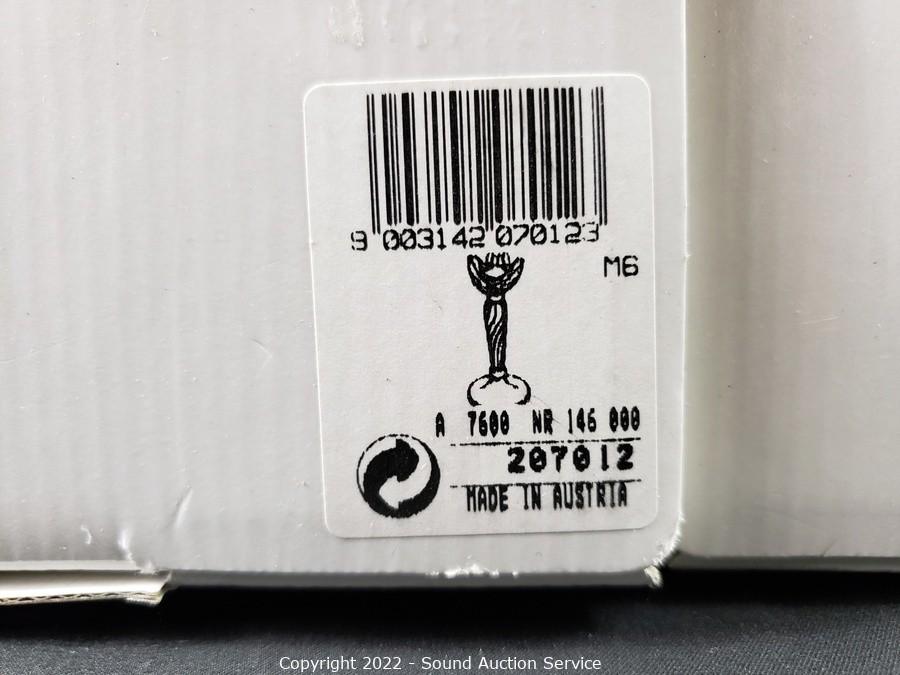 9 003142 070123
M6
A 7600 NR 146 000
207012
MADE IN AUSTRIA
Copyright 2022 - Sound Auction Service